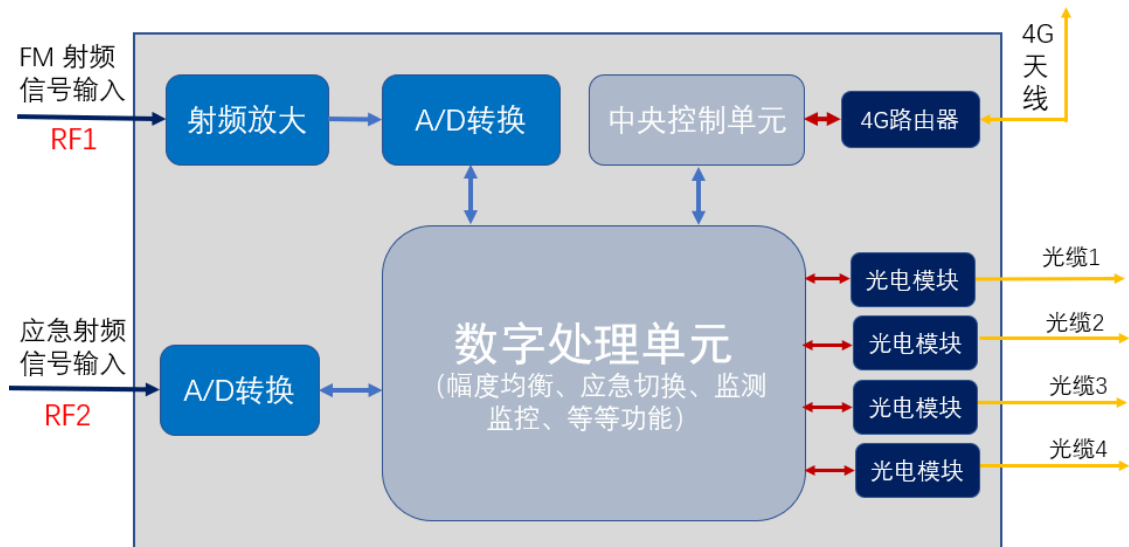 FM 射频
信号输入
RF1
射频放大
A/D转换
中央控制单元
4G路由器
4G
天
线
应急射频
信号输入
RF2
A/D转换
数字处理单元
（幅度均衡、应急切换、监测
监控、等等功能）
光电模块
光缆1
光电模块
光缆2
光电模块
光缆3
光电模块
光缆4